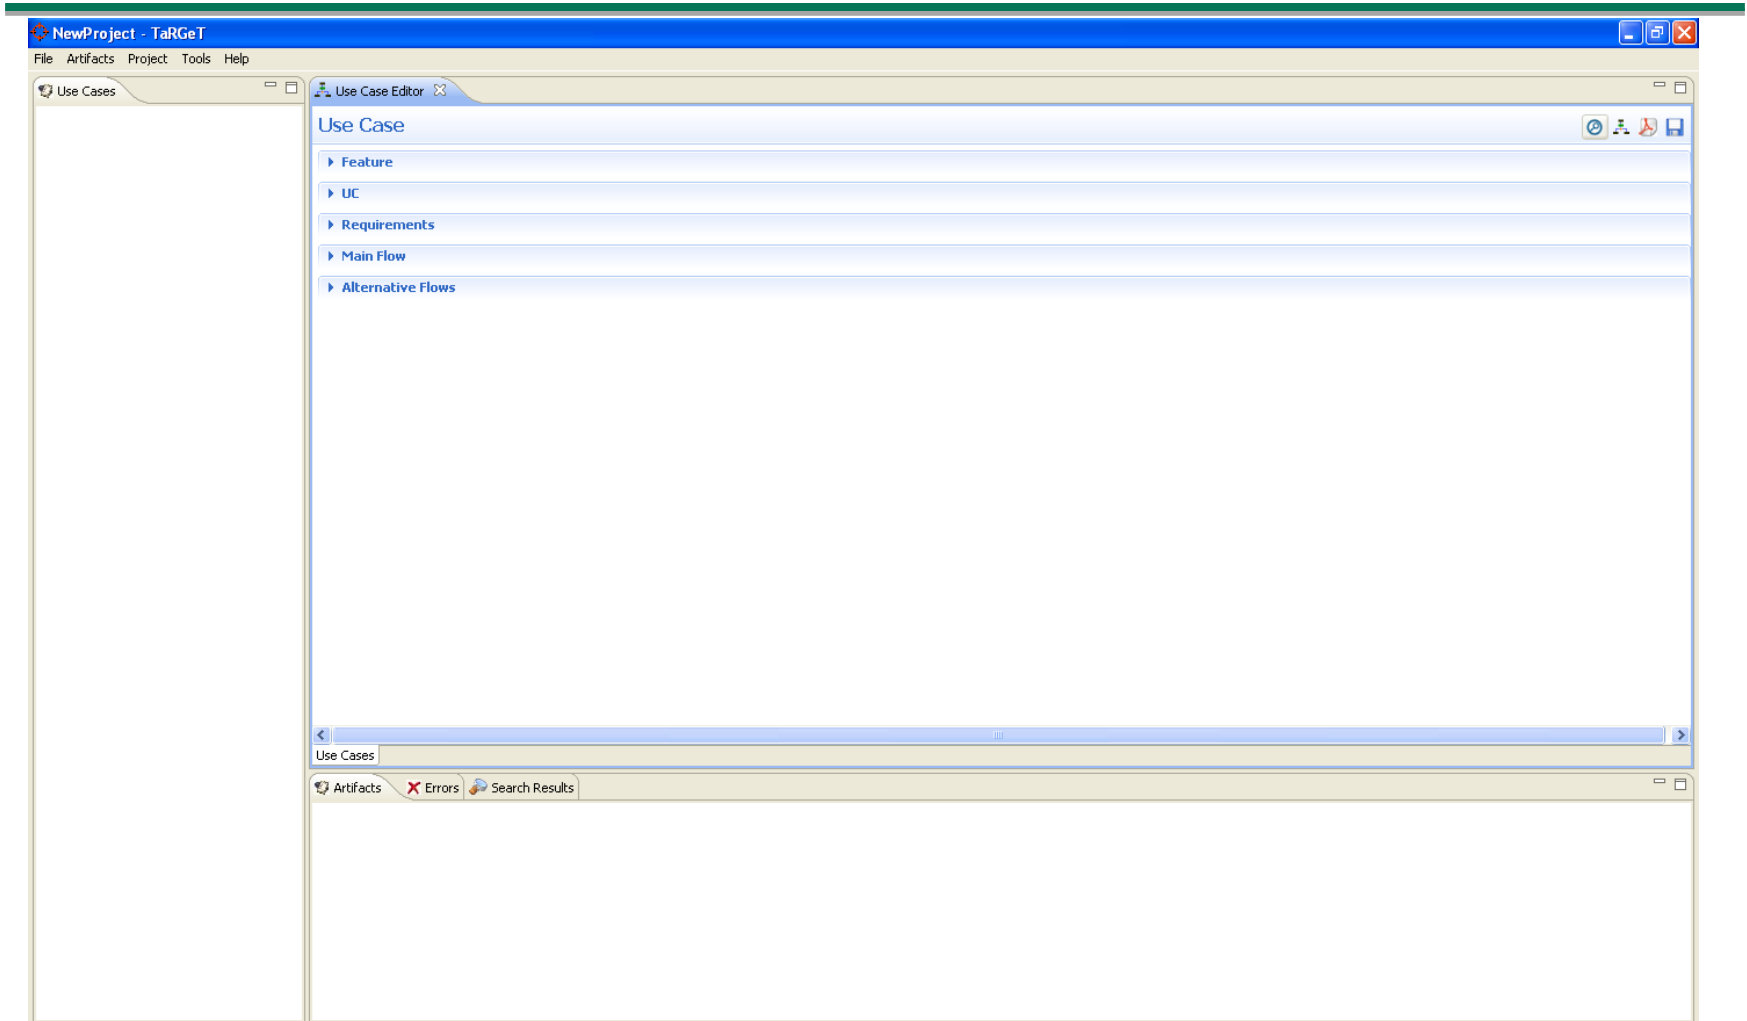 NewProject - TaRGeT
File Artifacts Project Tools Help
Use Cases
Use Case Editor
Use Case
Feature
UC
Requirements
Main Flow
Alternative Flows
Use Cases
Artifacts Errors Search Results